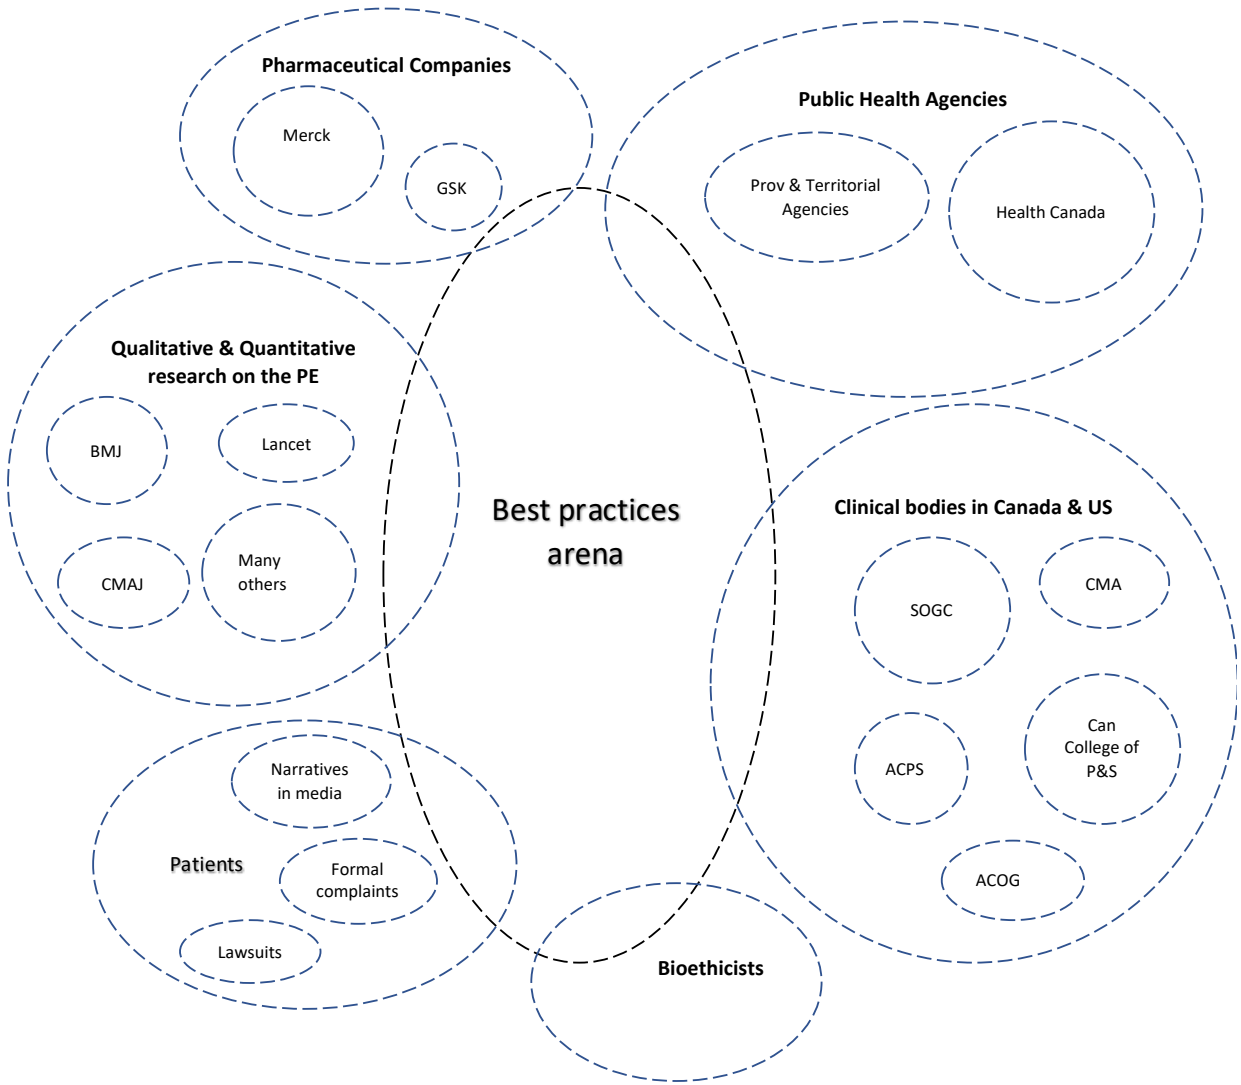 Pharmaceutical Companies
Merck
GSK
Public Health Agencies
Prov & Territorial
Agencies
Health Canada
Qualitative & Quantitative
research on the PE
BMJ
Lancet
CMAJ
Many
others
Best practices
arena
Clinical bodies in Canada & US
SOGC
CMA
ACPS
Can
College of
P&S
ACOG
Patients
Narratives
in media
Formal
complaints
Lawsuits
Bioethicists